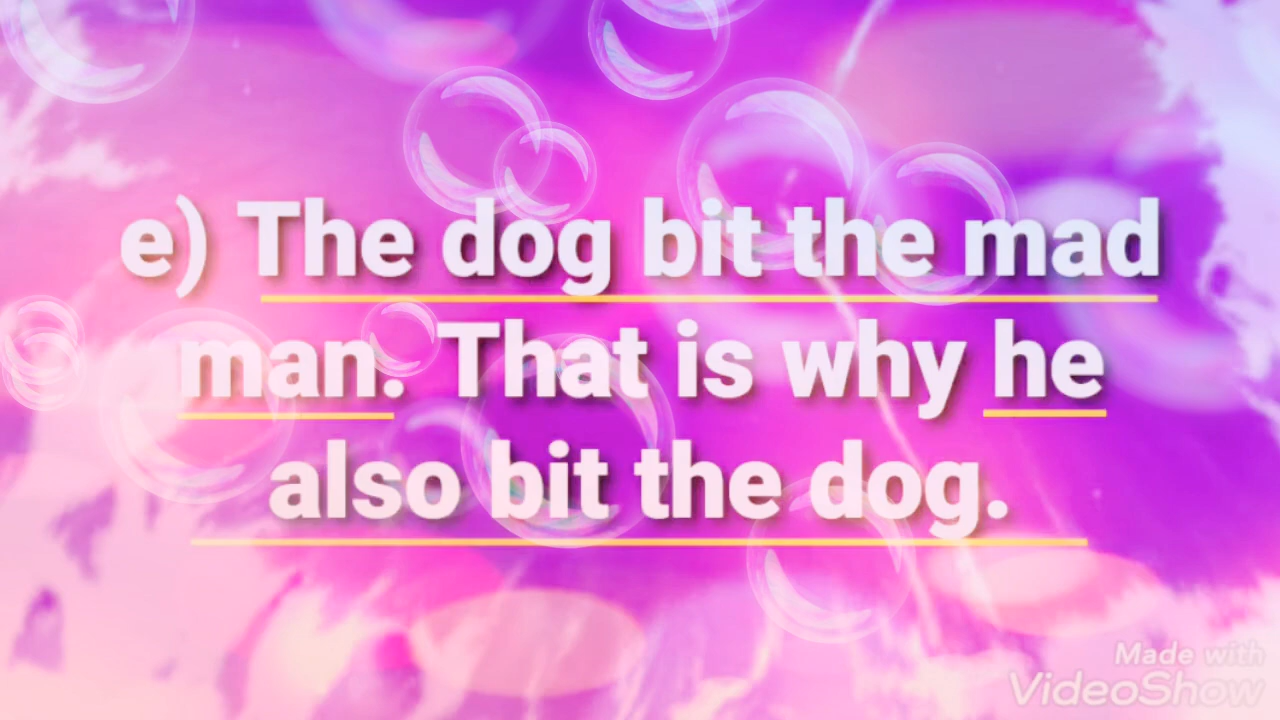 e) The dog bit the mad
man. That is why he
also bit the dog.
Made with
VideoShow